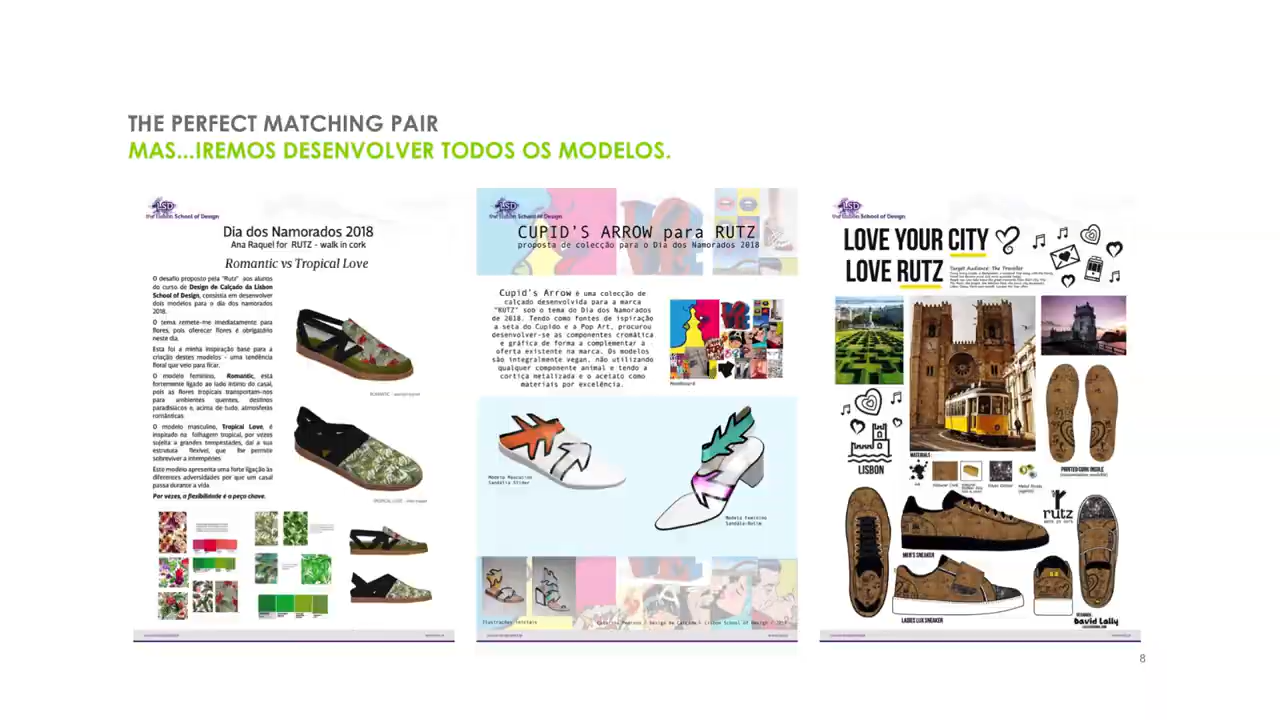 THE PERFECT MATCHING PAIR
MAS...IREMOS DESENVOLVER TODOS OS MODELOS.
LSD
the Lisbon School of Design
Dia dos Namorados 2018
Ana Raquel for RUTZ - walk in cork
Romantic vs Tropical Love
O desafio proposto pela "Rutz" aos alunos
do curso de Design de Calçado da Lisbon
School of Design, consistia em desenvolver
dois modelos para o dia dos namorados
2018.
O tema remete-me imediatamente para
flores, pois oferecer flores é obrigatório
neste dia.
Esta foi a minha inspiração base para a
criação destes modelos - uma tendência
floral que veio para ficar.
O modelo feminino, Romantic, está
fortemente ligado ao lado íntimo do casal,
pois as flores tropicais transportam-nos
para ambientes quentes, destinos
paradisíacos e, acima de tudo, atmosferas
românticas.
O modelo masculino, Tropical Love, é
inspirado na folhagem tropical, por vezes
sujeita a grandes tempestades, daí a sua
estrutura flexível, que lhe permite
sobreviver a intempéries.
Este modelo apresenta uma forte ligação às
diferentes adversidades por que um casal
passa durante a vida.
Por vezes, a flexibilidade é a peça chave.
LSD
the Lisbon School of Design
CUPID'S ARROW para RUTZ
proposta de colecção para o Dia dos Namorados 2018
Cupid's Arrow é uma colecção de
calçado desenvolvida para a marca
"RUTZ" sob o tema do Dia dos Namorados
de 2018. Tendo como fontes de ispiração
a seta do Cupido e a Pop Art, procurou
desenvolver-se as componentes cromática
e gráfica de forma a complementar a
oferta existente na marca. Os modelos
são integralmente vegan, não utilizando
qualquer componente animal e tendo a
cortiça metalizada e o acetato como
materiais por excelência.
Moodboard
Modelo Masculino
Sandália Slider
Modelo Feminino
Sandália-Botim
Ilustrações iniciais
LSD
the Lisbon School of Design
LOVE YOUR CITY
LOVE RUTZ
Target Audience: The Traveller
LISBON
MATERIALS:
PRINTED CORK INSOLE
rutz
WALK IN CORK
MEN'S SNEAKER
LADIES LUX SNEAKER
DESIGNER
David Lally
8